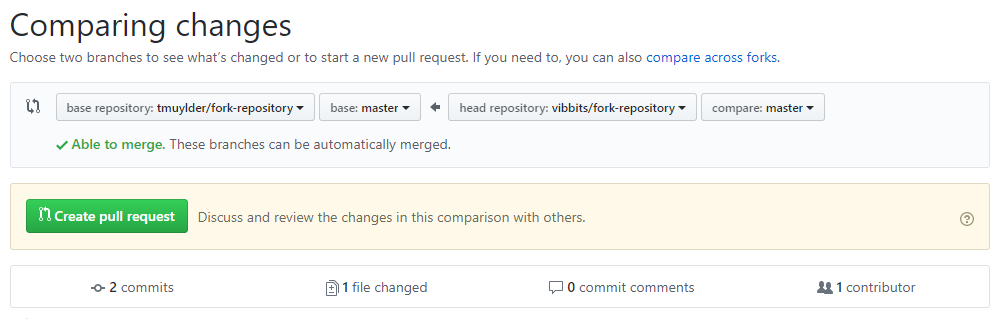 Comparing changes
Choose two branches to see what’s changed or to start a new pull request. If you need to, you can also compare across forks.
base repository: tmuylder/fork-repository base: master head repository: vibbits/fork-repository compare: master
Able to merge. These branches can be automatically merged.
Create pull request Discuss and review the changes in this comparison with others.
2 commits 1 file changed 0 commit comments 1 contributor